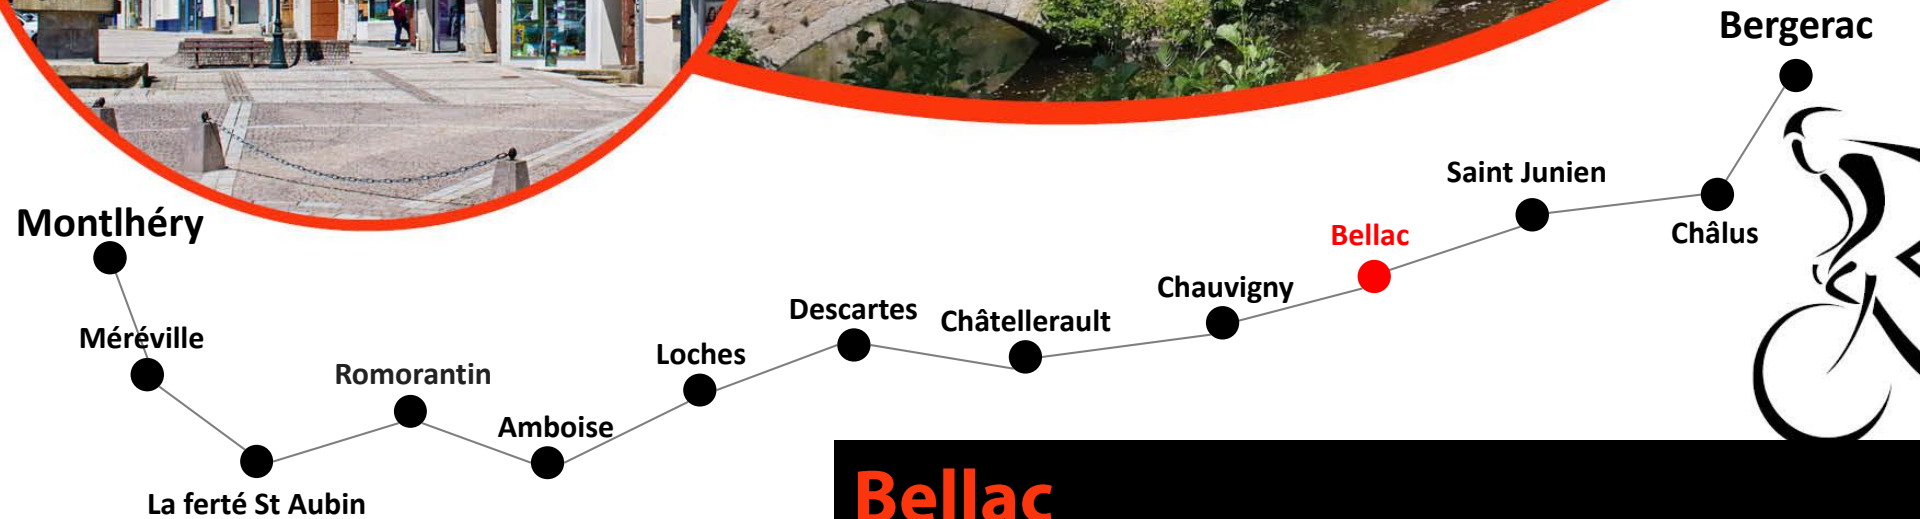 Bergerac
Saint Junien
Montlhéry
Bellac
Châlus
Chauvigny
Descartes
Châtellerault
Méréville
Loches
Romorantin
Amboise
La ferté St Aubin
Bellac